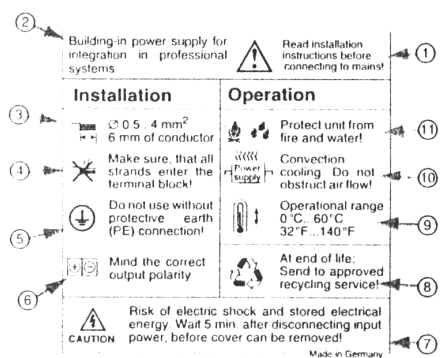 ②
Building-in power supply for
integration in professional
systems
Read installation
instructions before
connecting to mains!
①
Installation
Operation
③
∅ 0.5...4 mm²
6 mm of conductor
Protect unit from
fire and water!
⑪
④
Make sure, that all
strands enter the
terminal block!
Power
supply
Convection
cooling Do not
obstruct air flow!
⑩
⑤
Do not use without
protective earth
(PE) connection!
Operational range
0°C...60°C
32°F...140°F
⑨
⑥
+ -
Mind the correct
output polarity
At end of life:
Send to approved
recycling service!
⑧
CAUTION
Risk of electric shock and stored electrical
energy. Wait 5 min. after disconnecting input
power, before cover can be removed!
⑦
Made in Germany